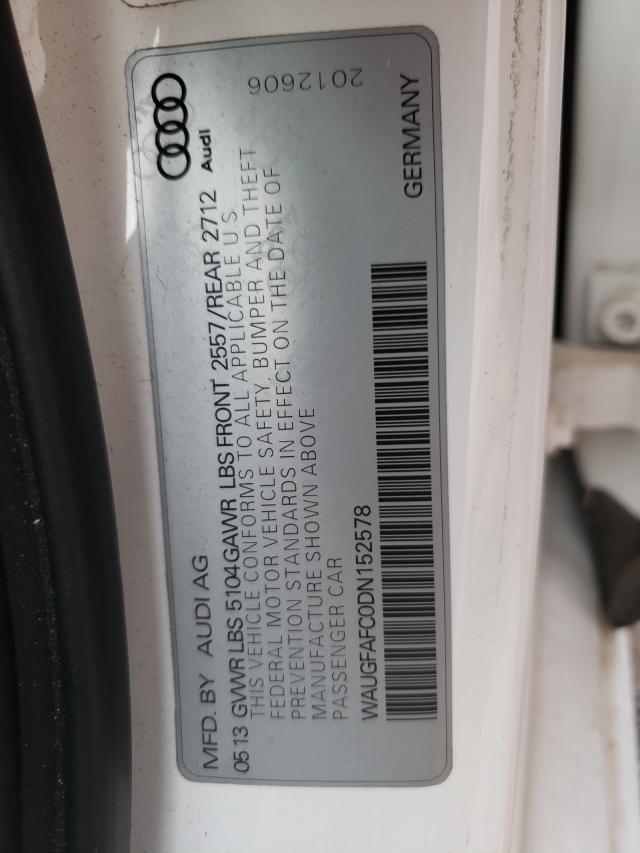 MFD. BY AUDI AG
Audi
05 13 GVWR LBS 5104GAWR LBS FRONT 2557/REAR 2712
THIS VEHICLE CONFORMS TO ALL APPLICABLE U.S.
FEDERAL MOTOR VEHICLE SAFETY, BUMPER AND THEFT
PREVENTION STANDARDS IN EFFECT ON THE DATE OF
MANUFACTURE SHOWN ABOVE
PASSENGER CAR
WAUGFAFC0DN152578
GERMANY
2012606